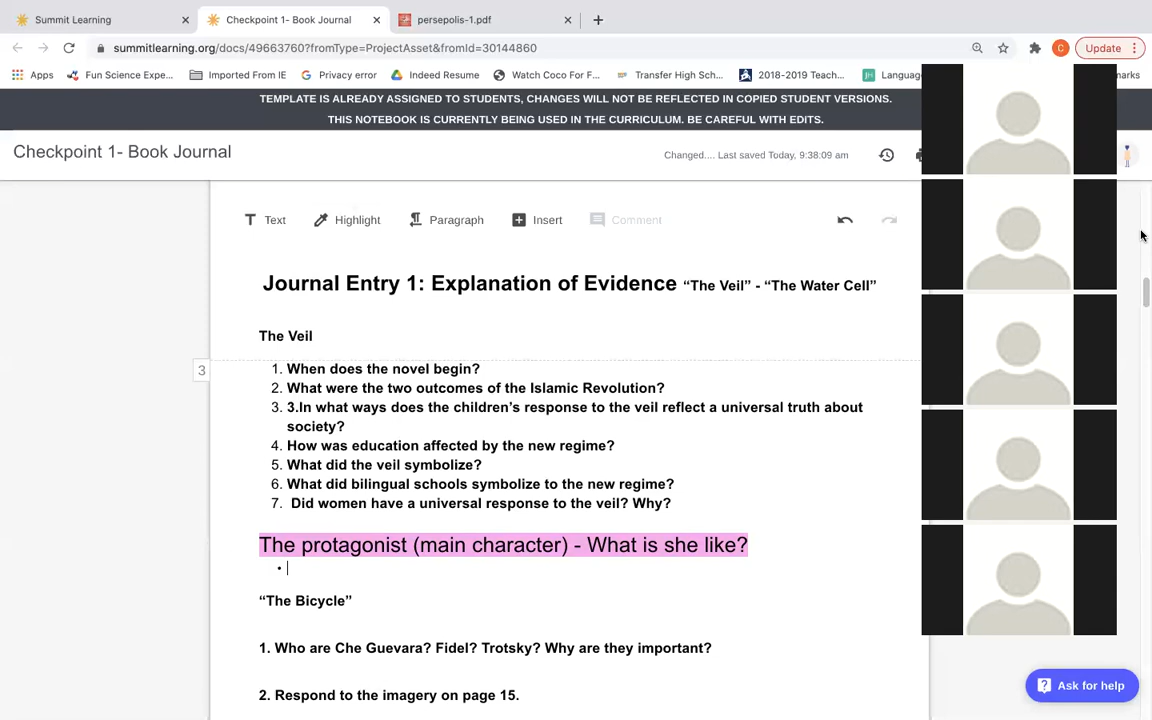 Summit Learning
Checkpoint 1- Book Journal
persepolis-1.pdf
summitlearning.org/docs/49663760?fromType=ProjectAsset&fromId=30144860
C
Update
Apps
Fun Science Expe...
Imported From IE
Privacy error
Indeed Resume
Watch Coco For F...
Transfer High Sch...
2018-2019 Teach...
JH
Language
marks
TEMPLATE IS ALREADY ASSIGNED TO STUDENTS, CHANGES WILL NOT BE REFLECTED IN COPIED STUDENT VERSIONS.
THIS NOTEBOOK IS CURRENTLY BEING USED IN THE CURRICULUM. BE CAREFUL WITH EDITS.
Checkpoint 1- Book Journal
Changed.... Last saved Today, 9:38:09 am
Text
Highlight
Paragraph
Insert
Comment
Journal Entry 1: Explanation of Evidence “The Veil” - “The Water Cell”
The Veil
3
1. When does the novel begin?
2. What were the two outcomes of the Islamic Revolution?
3. 3.In what ways does the children’s response to the veil reflect a universal truth about
society?
4. How was education affected by the new regime?
5. What did the veil symbolize?
6. What did bilingual schools symbolize to the new regime?
7. Did women have a universal response to the veil? Why?
The protagonist (main character) - What is she like?
“The Bicycle”
1. Who are Che Guevara? Fidel? Trotsky? Why are they important?
2. Respond to the imagery on page 15.
Ask for help